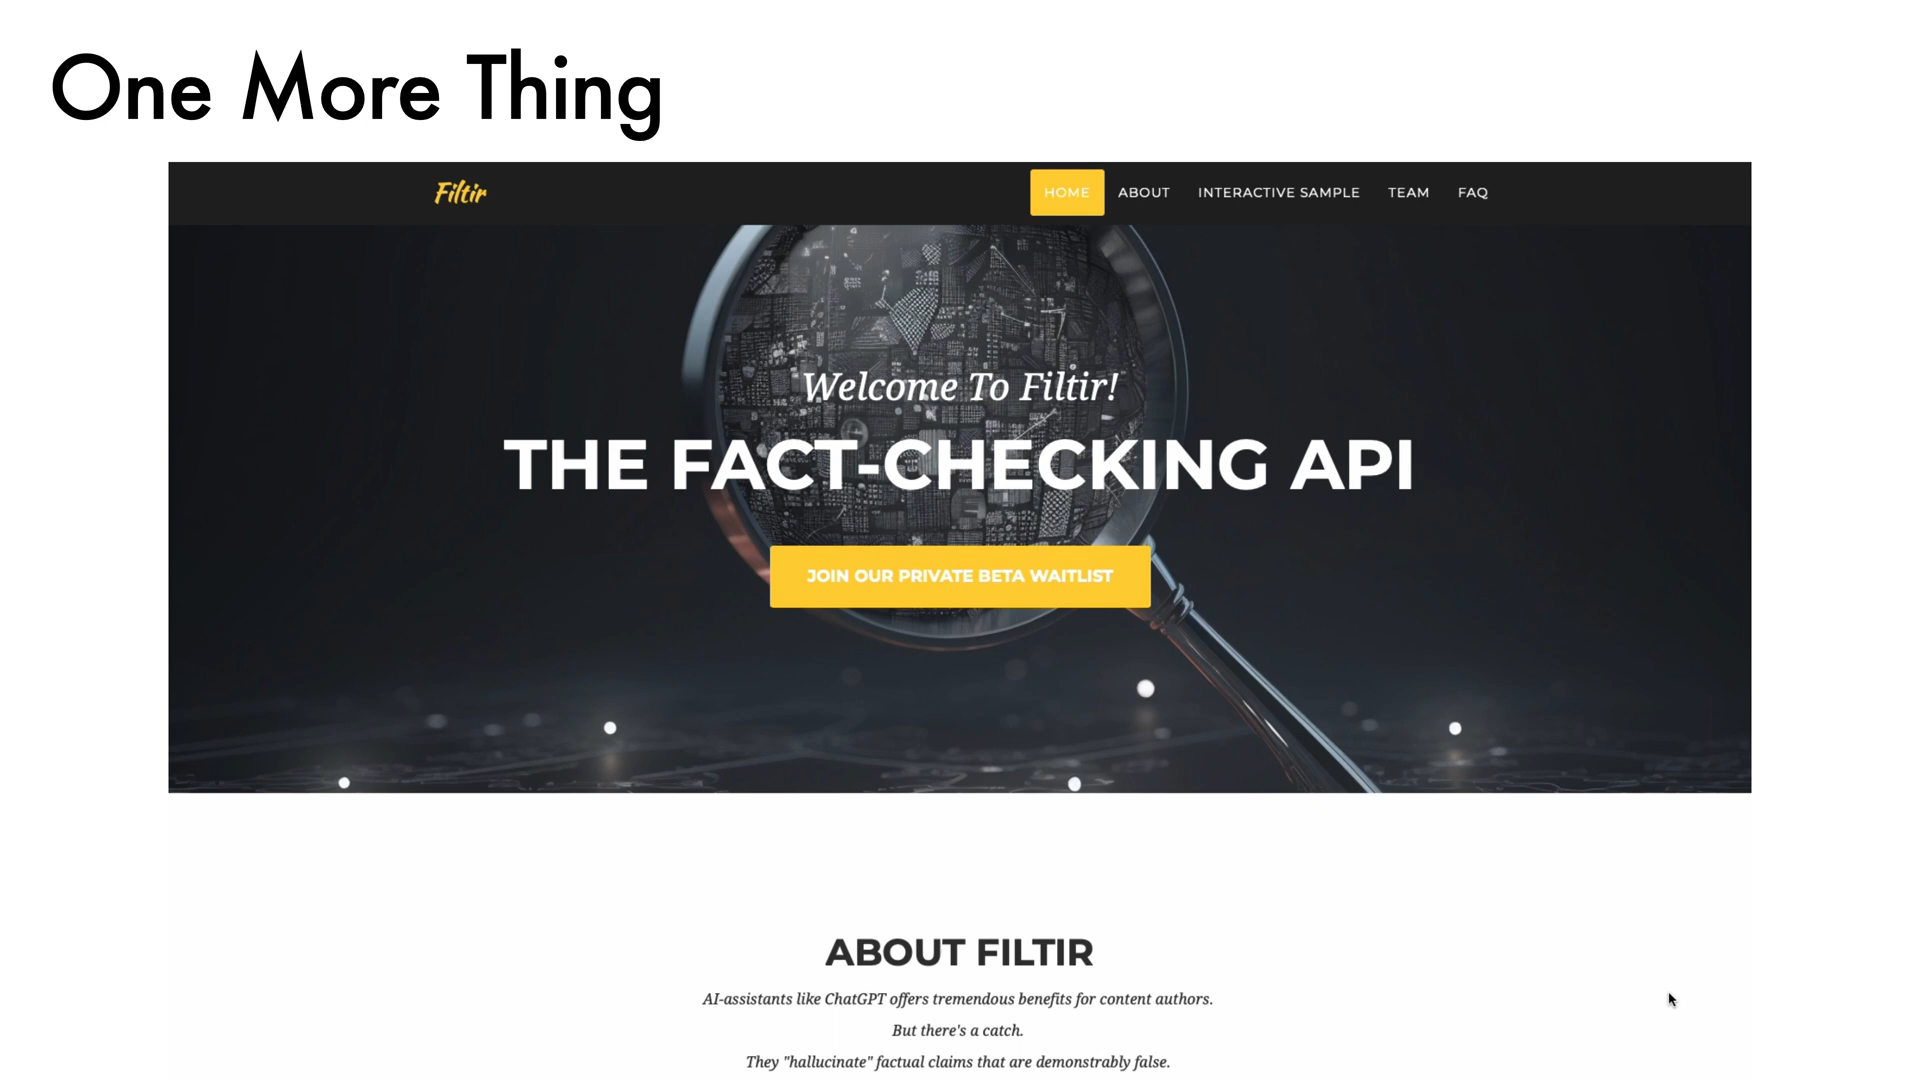 One More Thing
Filtir
HOME ABOUT INTERACTIVE SAMPLE TEAM FAQ
Welcome To Filtir!
THE FACT-CHECKING API
JOIN OUR PRIVATE BETA WAITLIST
ABOUT FILTIR
AI-assistants like ChatGPT offers tremendous benefits for content authors.
But there's a catch.
They "hallucinate" factual claims that are demonstrably false.